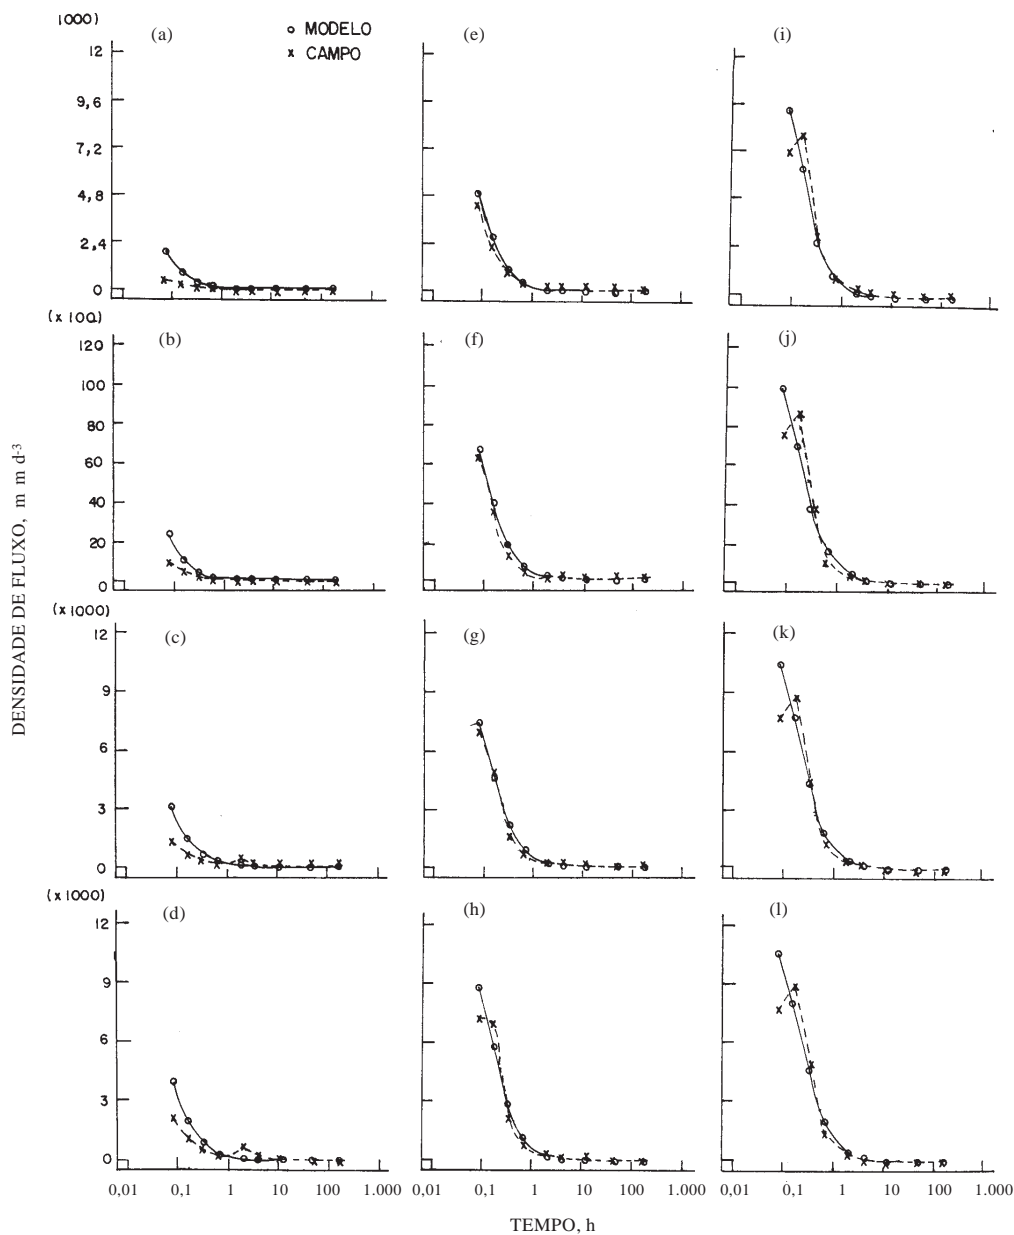 (000)
(a)
o MODELO
x CAMPO
(e)
(i)
12
9,6
7,2
4,8
2,4
0
(x 100)
(b)
(f)
(j)
120
100
80
60
40
20
0
(x 1000)
(c)
(g)
(k)
12
9
6
3
0
(x 1000)
(d)
(h)
(l)
12
9
6
3
0
0,01 0,1 1 10 100 1.000
0,01 0,1 1 10 100 1.000
0,01 0,1 1 10 100 1.000
TEMPO, h
DENSIDADE DE FLUXO, m m d-3